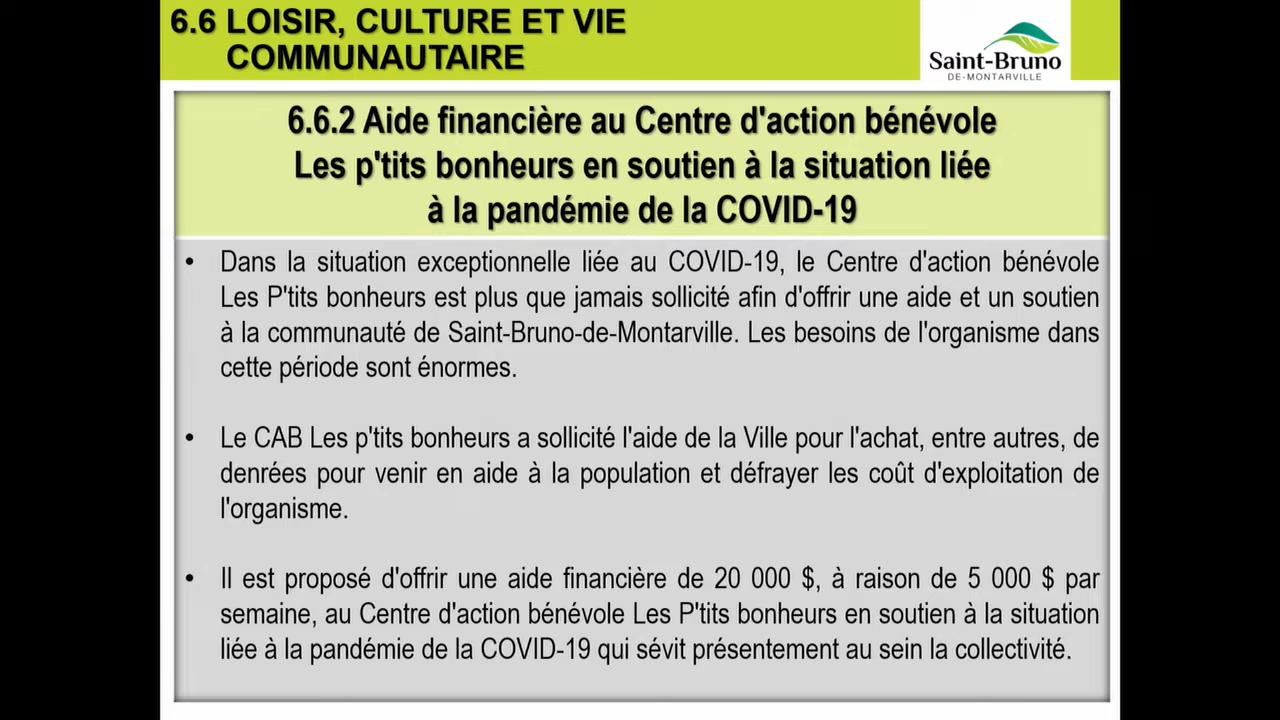 6.6 LOISIR, CULTURE ET VIE
COMMUNAUTAIRE
Saint-Bruno
DE-MONTARVILLE
6.6.2 Aide financière au Centre d'action bénévole
Les p'tits bonheurs en soutien à la situation liée
à la pandémie de la COVID-19
• Dans la situation exceptionnelle liée au COVID-19, le Centre d'action bénévole
Les P'tits bonheurs est plus que jamais sollicité afin d'offrir une aide et un soutien
à la communauté de Saint-Bruno-de-Montarville. Les besoins de l'organisme dans
cette période sont énormes.
• Le CAB Les p'tits bonheurs a sollicité l'aide de la Ville pour l'achat, entre autres, de
denrées pour venir en aide à la population et défrayer les coût d'exploitation de
l'organisme.
• Il est proposé d'offrir une aide financière de 20 000 $, à raison de 5 000 $ par
semaine, au Centre d'action bénévole Les P'tits bonheurs en soutien à la situation
liée à la pandémie de la COVID-19 qui sévit présentement au sein la collectivité.